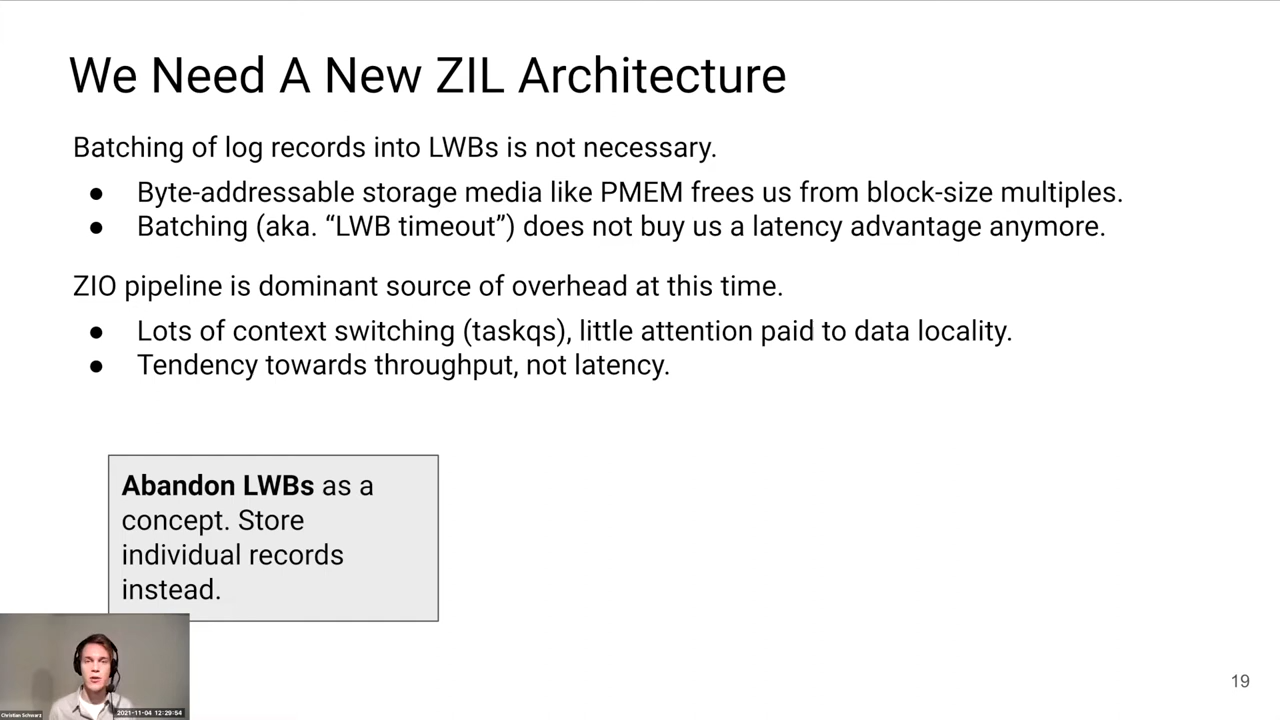 We Need A New ZIL Architecture
Batching of log records into LWBs is not necessary.
● Byte-addressable storage media like PMEM frees us from block-size multiples.
● Batching (aka. “LWB timeout”) does not buy us a latency advantage anymore.
ZIO pipeline is dominant source of overhead at this time.
● Lots of context switching (taskqs), little attention paid to data locality.
● Tendency towards throughput, not latency.
Abandon LWBs as a
concept. Store
individual records
instead.
Christian Schwarz
2021-11-04 12:29:54
19